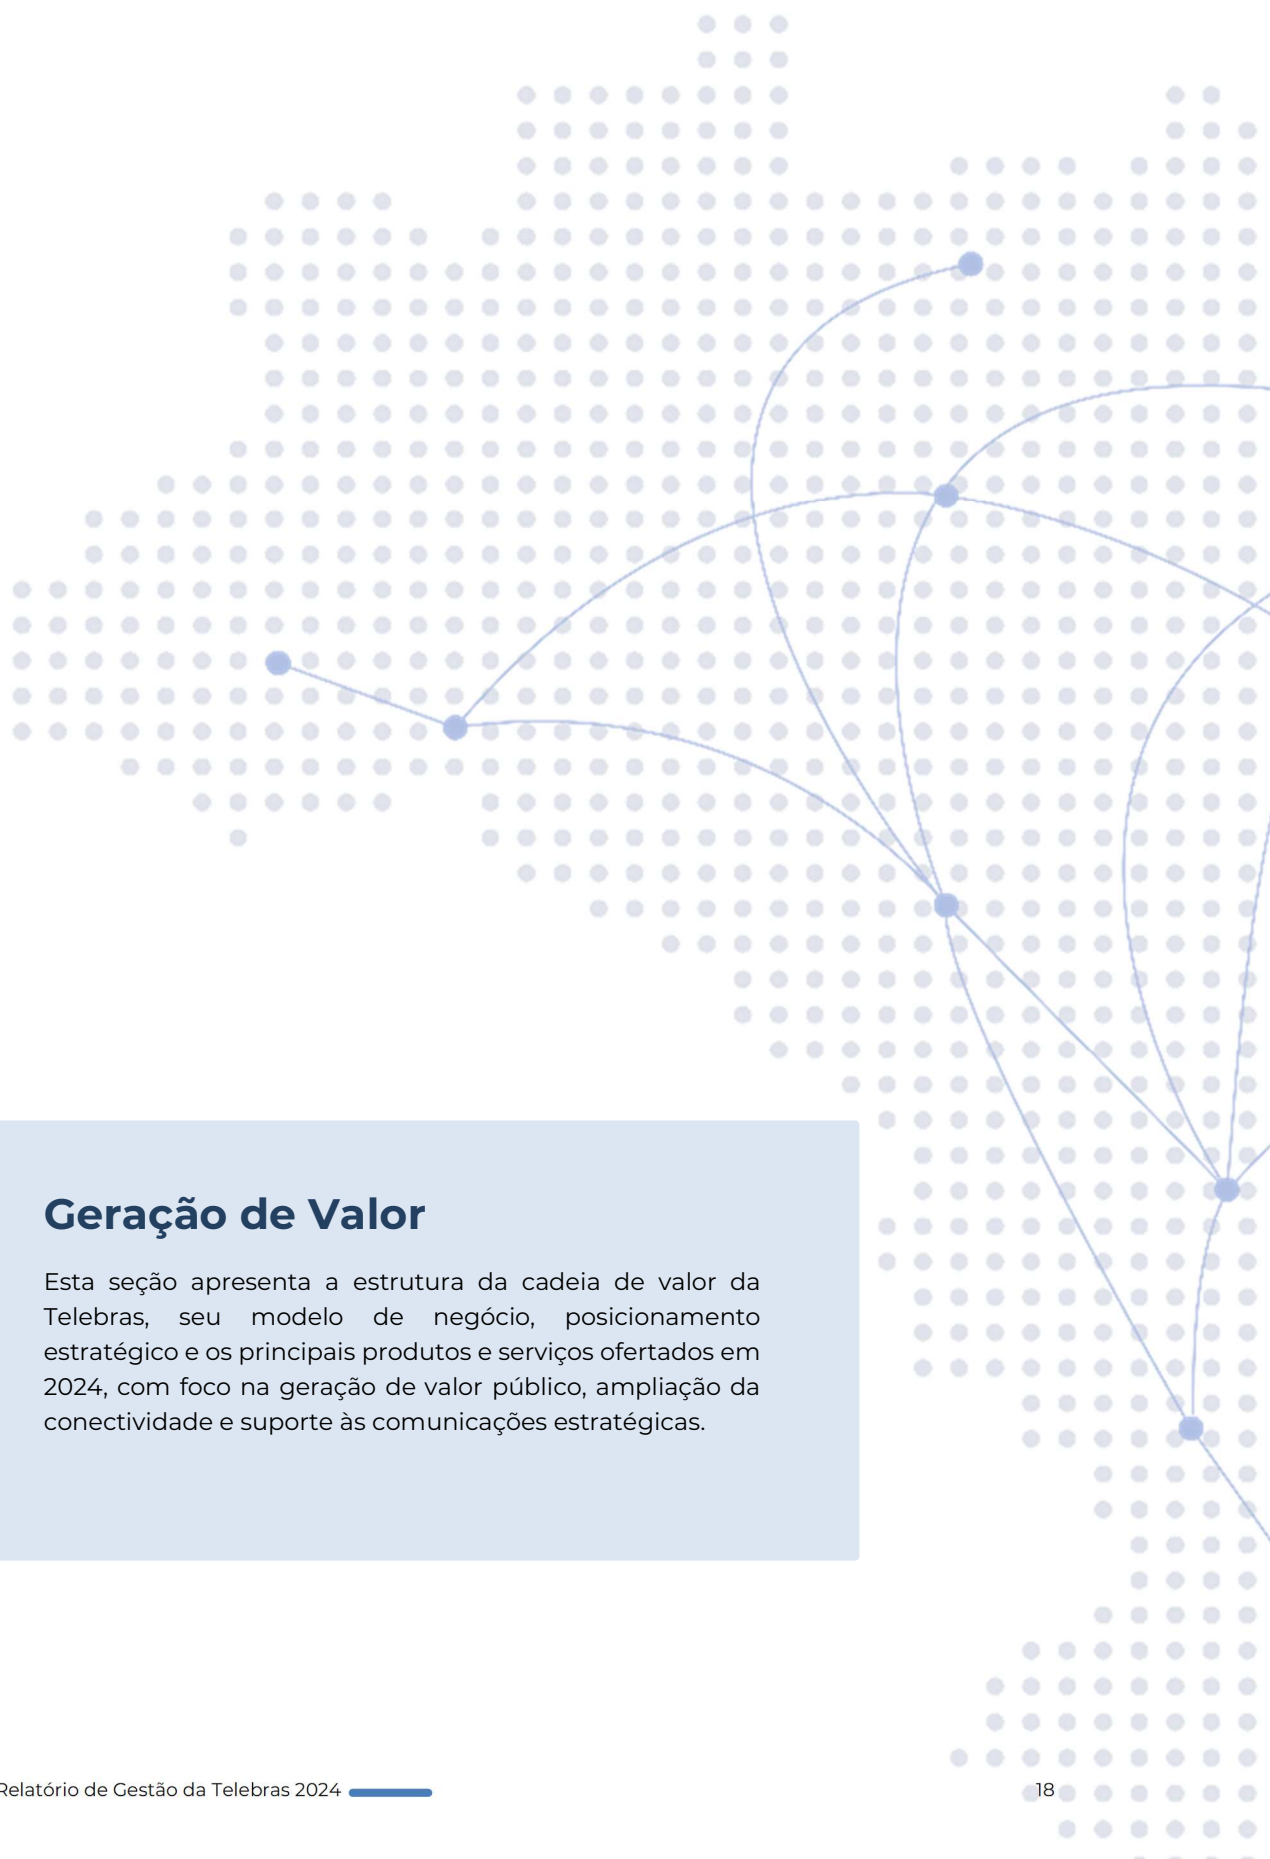 Geração de Valor
Esta seção apresenta a estrutura da cadeia de valor da
Telebras, seu modelo de negócio, posicionamento
estratégico e os principais produtos e serviços ofertados em
2024, com foco na geração de valor público, ampliação da
conectividade e suporte às comunicações estratégicas.
Relatório de Gestão da Telebras 2024
18